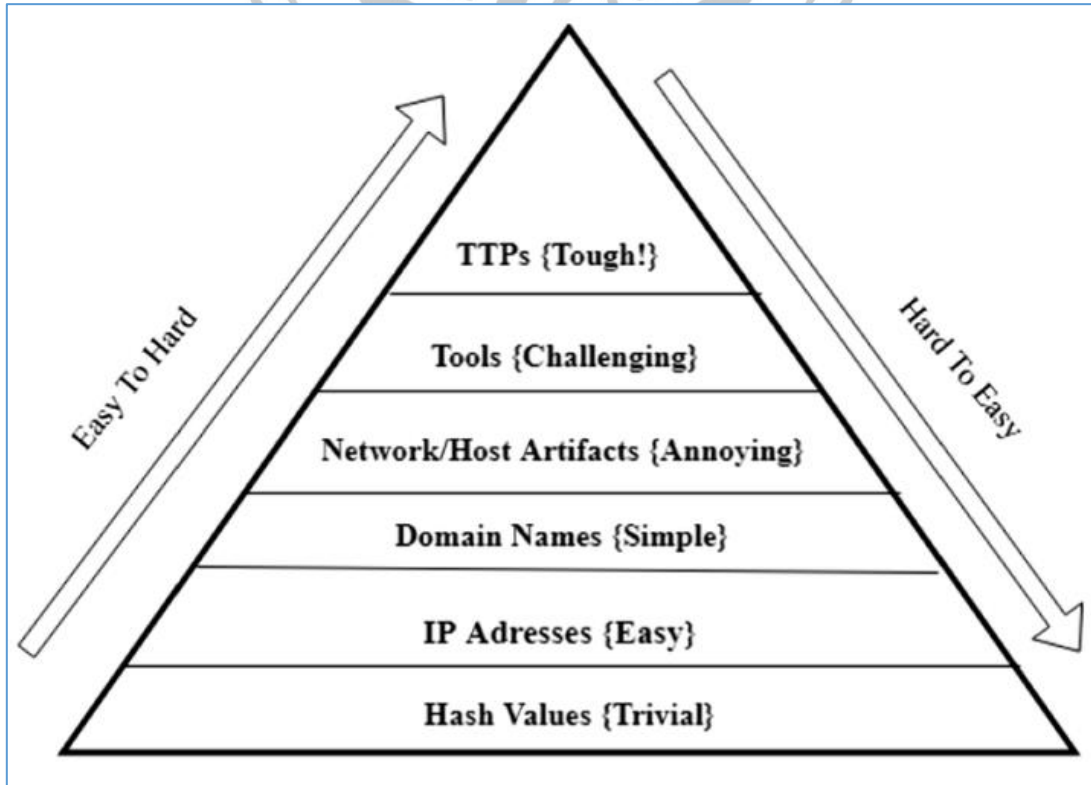 TTPs {Tough!}
Tools {Challenging}
Network/Host Artifacts {Annoying}
Domain Names {Simple}
IP Adresses {Easy}
Hash Values {Trivial}
Easy To Hard
Hard To Easy